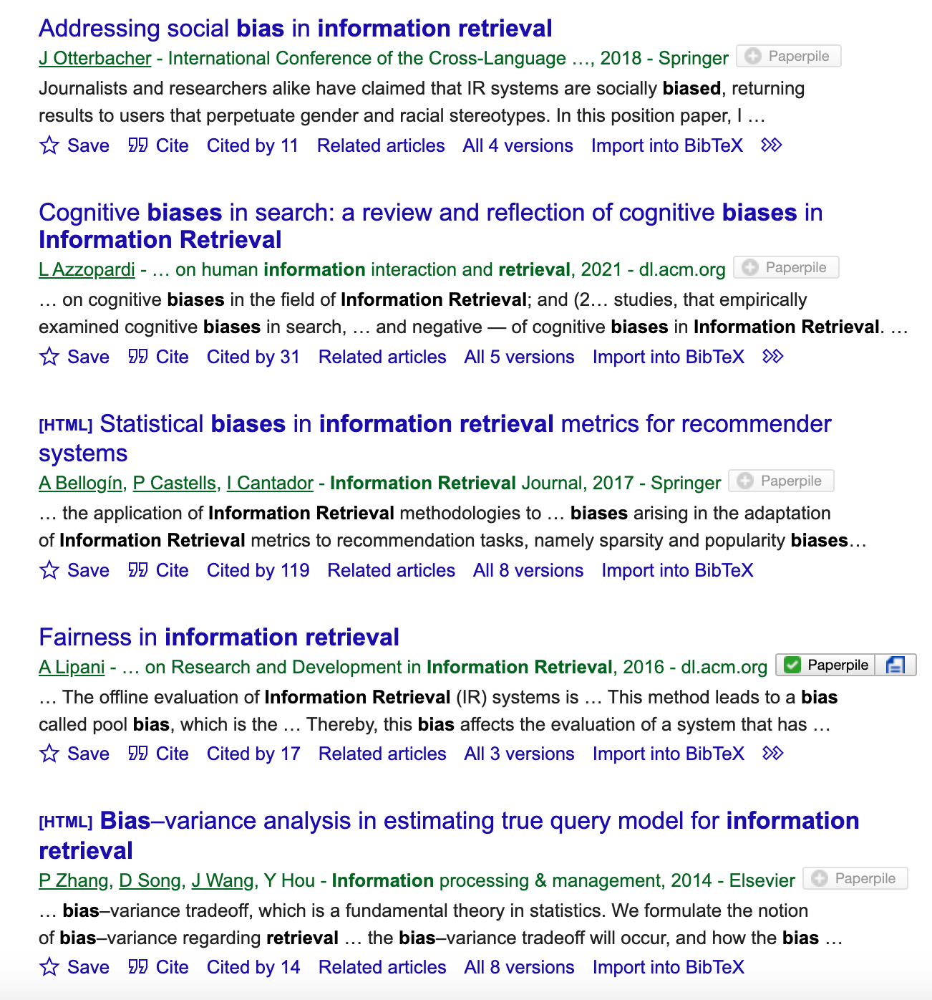 Addressing social bias in information retrieval
J Otterbacher - International Conference of the Cross-Language …, 2018 - Springer Paperpile
Journalists and researchers alike have claimed that IR systems are socially biased, returning
results to users that perpetuate gender and racial stereotypes. In this position paper, I …
Save Cite Cited by 11 Related articles All 4 versions Import into BibTeX
Cognitive biases in search: a review and reflection of cognitive biases in
Information Retrieval
L Azzopardi - … on human information interaction and retrieval, 2021 - dl.acm.org Paperpile
… on cognitive biases in the field of Information Retrieval; and (2… studies, that empirically
examined cognitive biases in search, … and negative — of cognitive biases in Information Retrieval. …
Save Cite Cited by 31 Related articles All 5 versions Import into BibTeX
[HTML] Statistical biases in information retrieval metrics for recommender
systems
A Bellogín, P Castells, I Cantador - Information Retrieval Journal, 2017 - Springer Paperpile
… the application of Information Retrieval methodologies to … biases arising in the adaptation
of Information Retrieval metrics to recommendation tasks, namely sparsity and popularity biases…
Save Cite Cited by 119 Related articles All 8 versions Import into BibTeX
Fairness in information retrieval
A Lipani - … on Research and Development in Information Retrieval, 2016 - dl.acm.org Paperpile
… The offline evaluation of Information Retrieval (IR) systems is … This method leads to a bias
called pool bias, which is the … Thereby, this bias affects the evaluation of a system that has …
Save Cite Cited by 17 Related articles All 3 versions Import into BibTeX
[HTML] Bias–variance analysis in estimating true query model for information
retrieval
P Zhang, D Song, J Wang, Y Hou - Information processing & management, 2014 - Elsevier Paperpile
… bias–variance tradeoff, which is a fundamental theory in statistics. We formulate the notion
of bias–variance regarding retrieval … the bias–variance tradeoff will occur, and how the bias …
Save Cite Cited by 14 Related articles All 8 versions Import into BibTeX